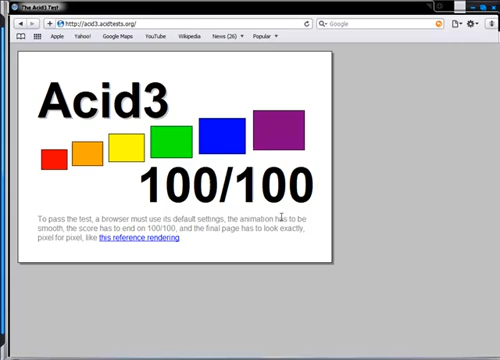 The Acid3 Test
http://acid3.acidtests.org/
Google
Apple Yahoo! Google Maps YouTube Wikipedia News (26) Popular
Acid3
100/100
To pass the test, a browser must use its default settings, the animation has to be
smooth, the score has to end on 100/100, and the final page has to look exactly,
pixel for pixel, like this reference rendering.